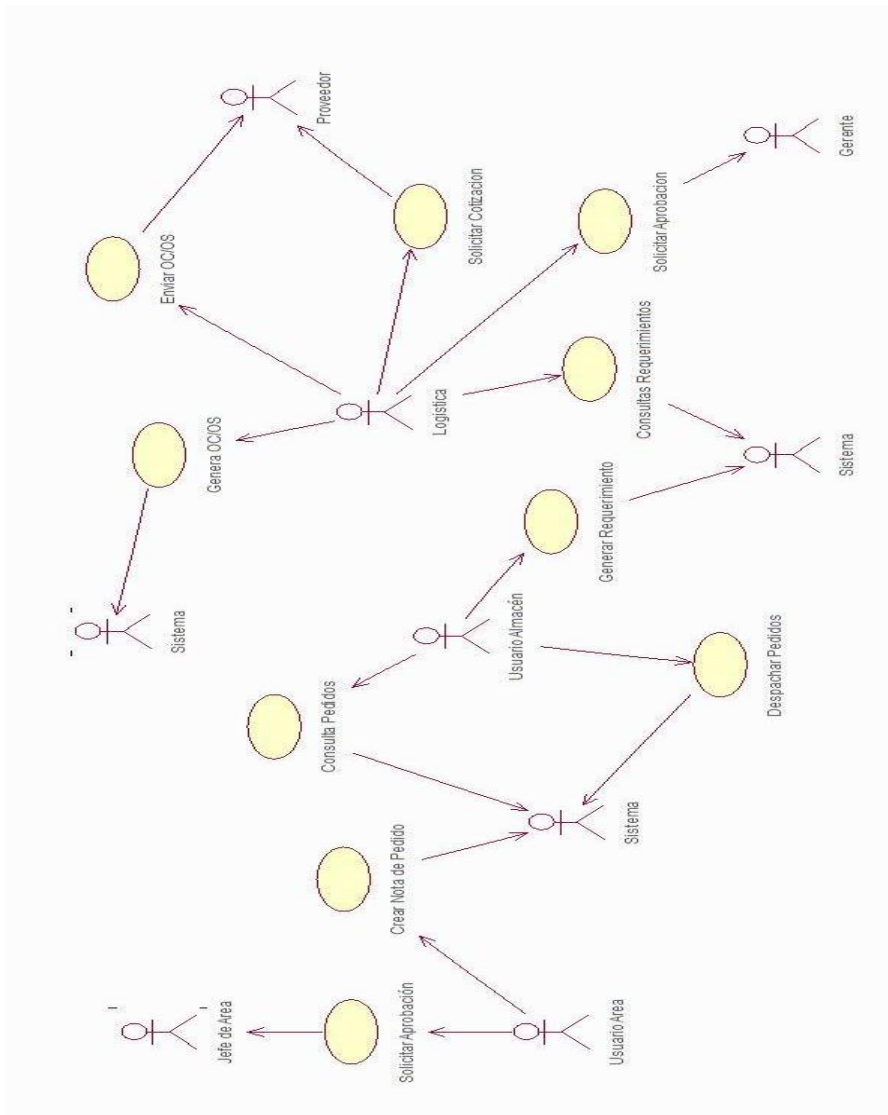 Jefe de Area
Solicitar Aprobación
Usuario Area
Crear Nota de Pedido
Sistema
Consulta Pedidos
Usuario Almacén
Despachar Pedidos
Sistema
Generar Requerimiento
Sistema
Genera OC/OS
Logistica
Consultas Requerimientos
Enviar OC/OS
Solicitar Cotizacion
Solicitar Aprobacion
Proveedor
Gerente